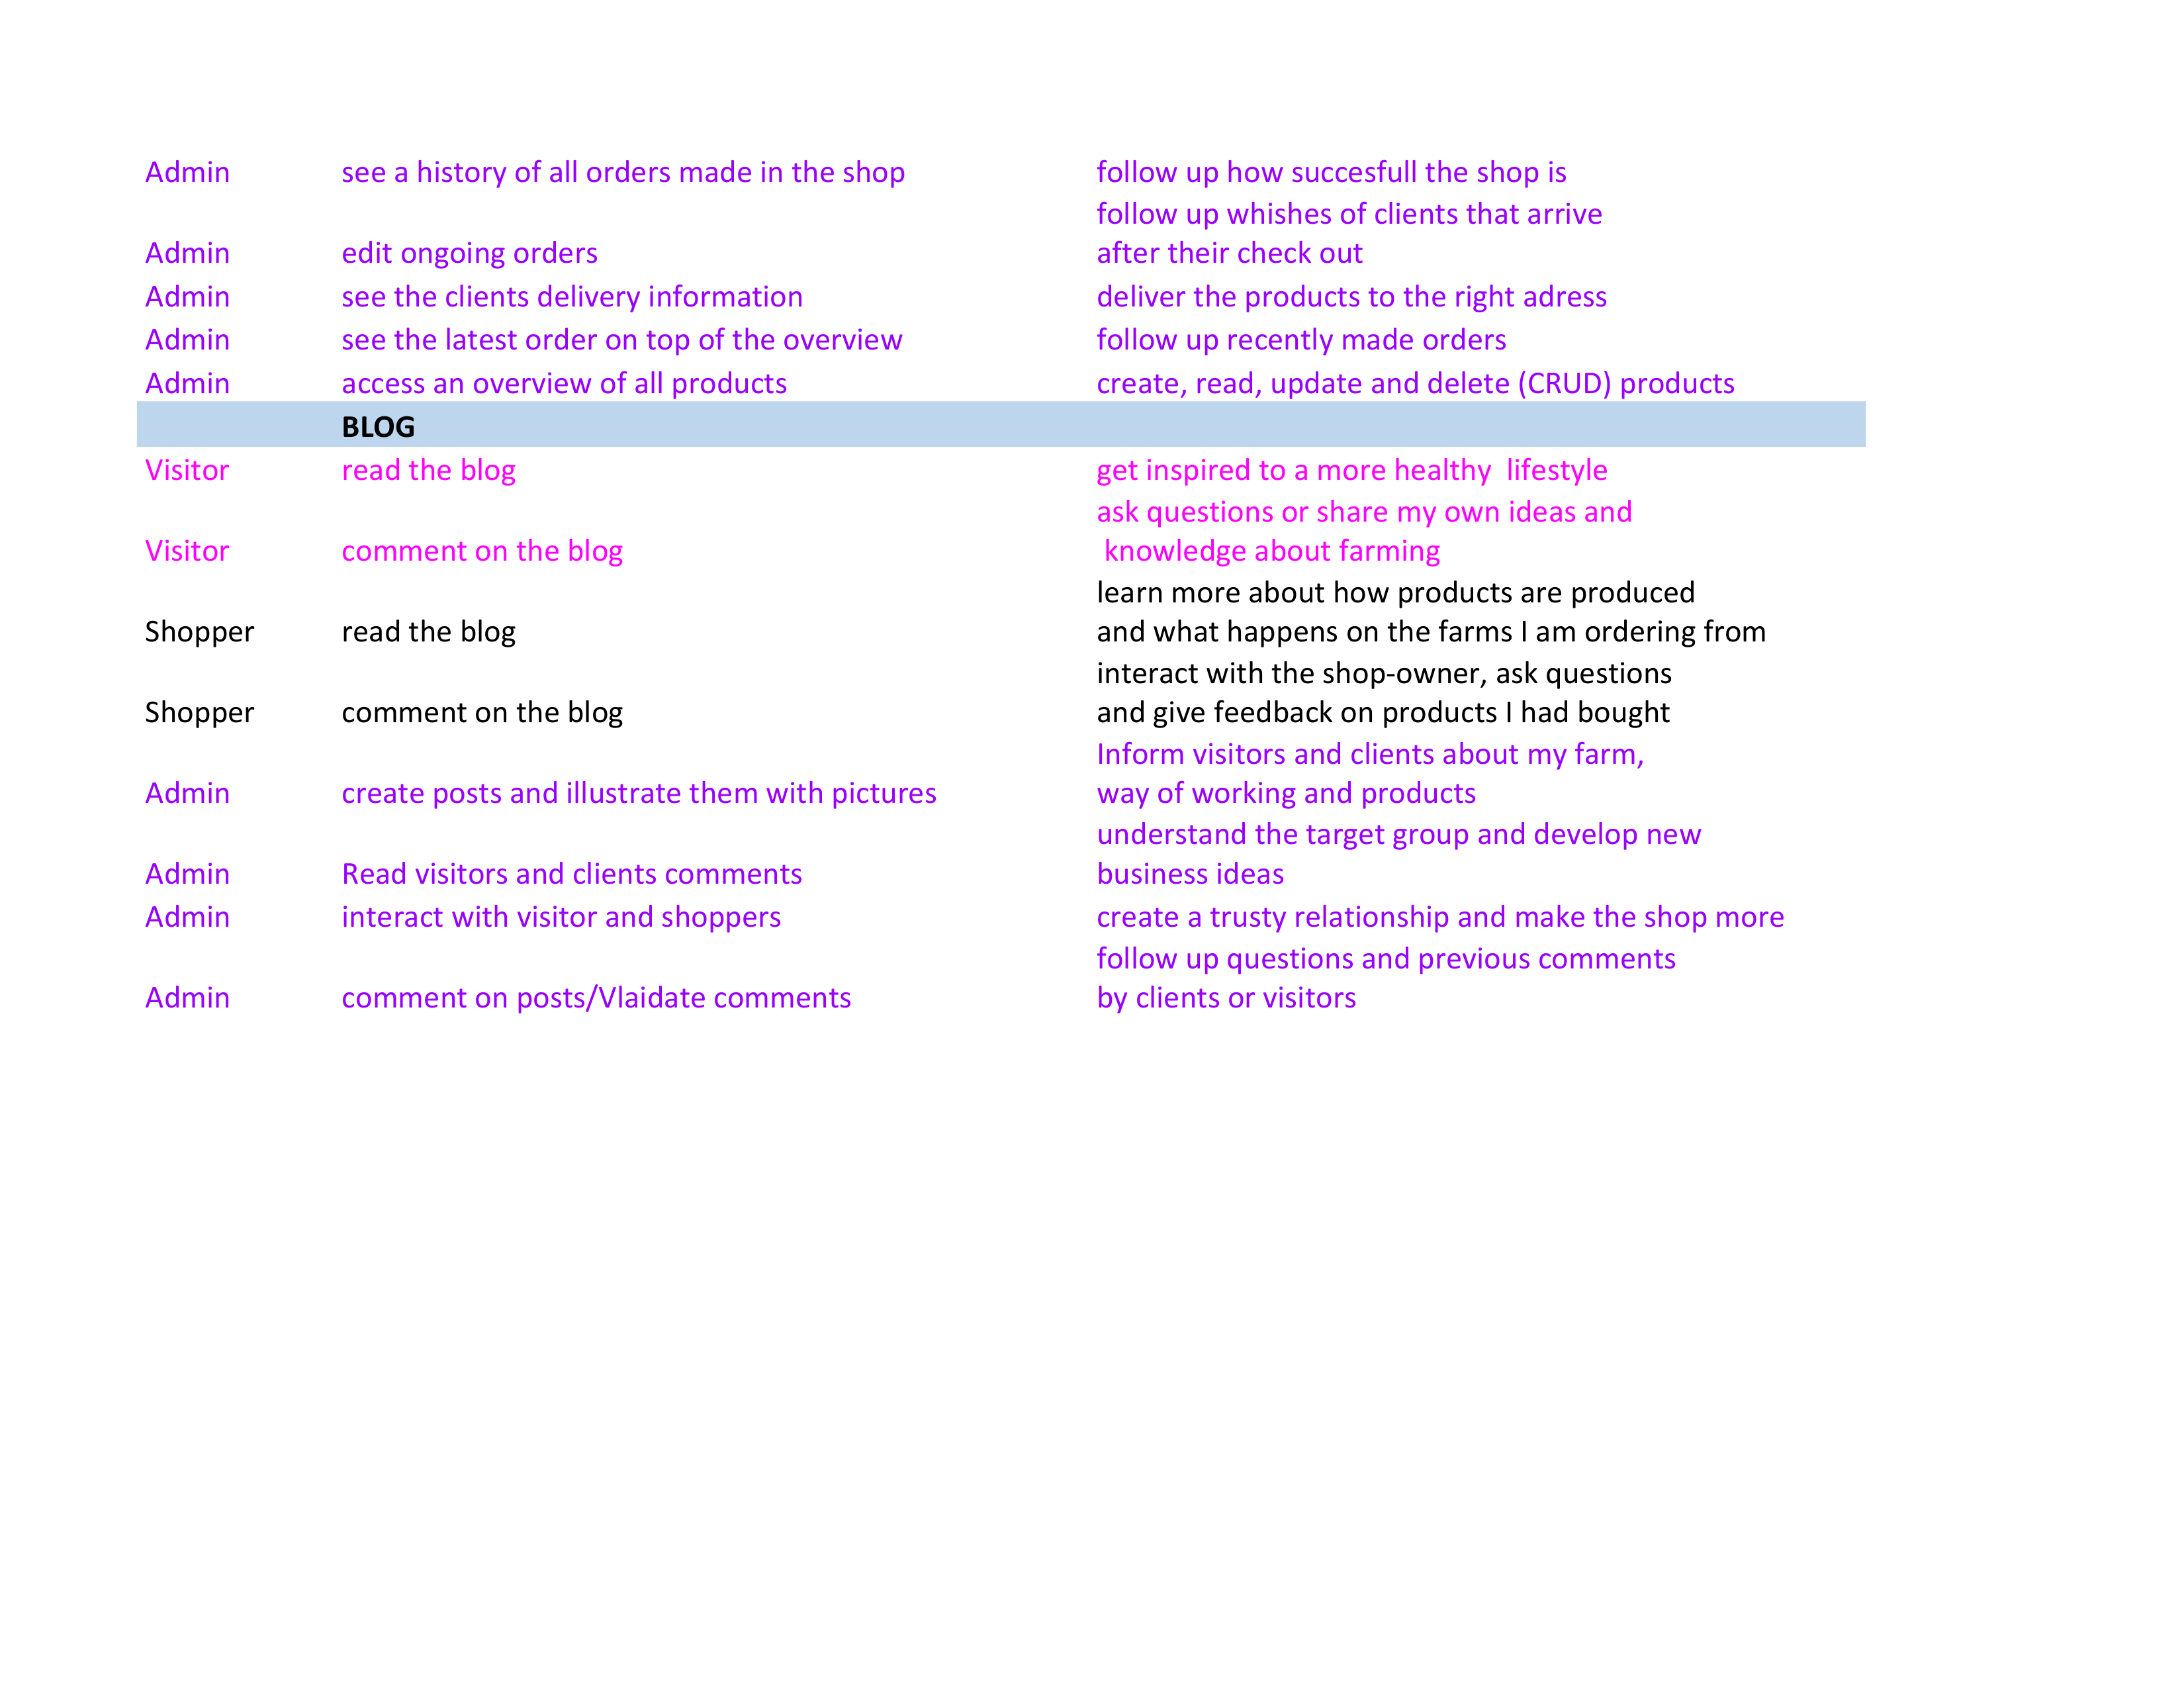 Admin see a history of all orders made in the shop follow up how succesfull the shop is
follow up whishes of clients that arrive
Admin edit ongoing orders after their check out
Admin see the clients delivery information deliver the products to the right adress
Admin see the latest order on top of the overview follow up recently made orders
Admin access an overview of all products create, read, update and delete (CRUD) products
BLOG
Visitor read the blog get inspired to a more healthy lifestyle
ask questions or share my own ideas and
Visitor comment on the blog knowledge about farming
learn more about how products are produced
Shopper read the blog and what happens on the farms I am ordering from
interact with the shop-owner, ask questions
Shopper comment on the blog and give feedback on products I had bought
Inform visitors and clients about my farm,
Admin create posts and illustrate them with pictures way of working and products
understand the target group and develop new
Admin Read visitors and clients comments business ideas
Admin interact with visitor and shoppers create a trusty relationship and make the shop more
follow up questions and previous comments
Admin comment on posts/Vlaidate comments by clients or visitors